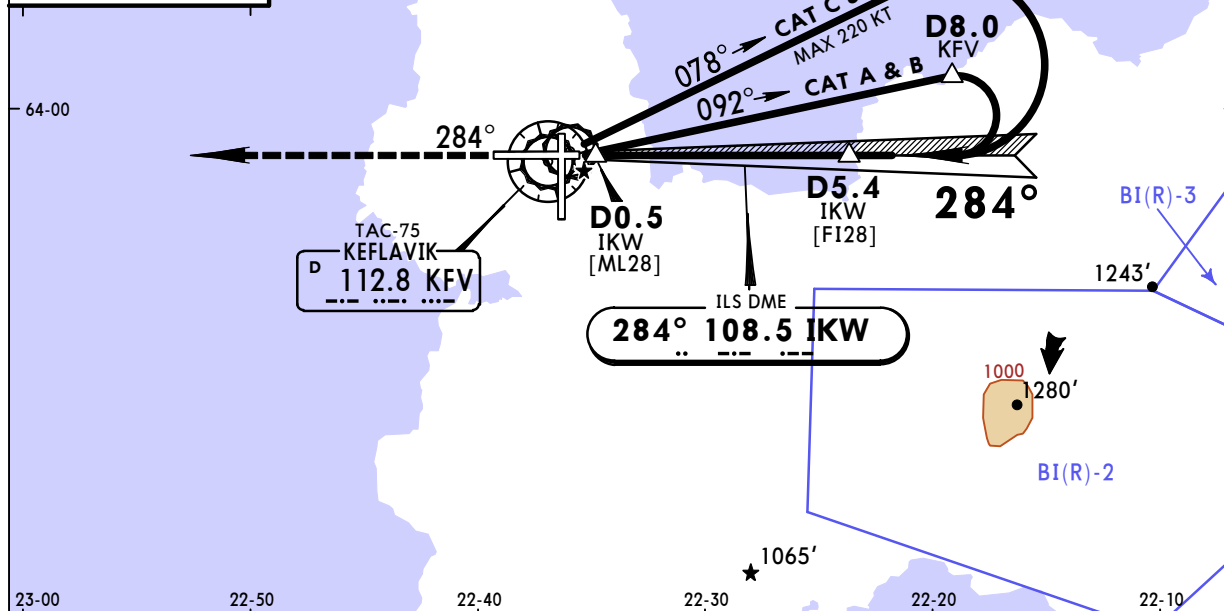 078° CAT C &
MAX 220 KT
D8.0
KFV
092° CAT A & B
64-00
284°
D5.4
IKW
[FI28]
284°
BI(R)-3
D0.5
IKW
[ML28]
TAC-75
KEFLAVIK
D 112.8 KFV
1243'
ILS DME
284° 108.5 IKW
1000
1280'
BI(R)-2
1065'
23-00 22-50 22-40 22-30 22-20 22-10